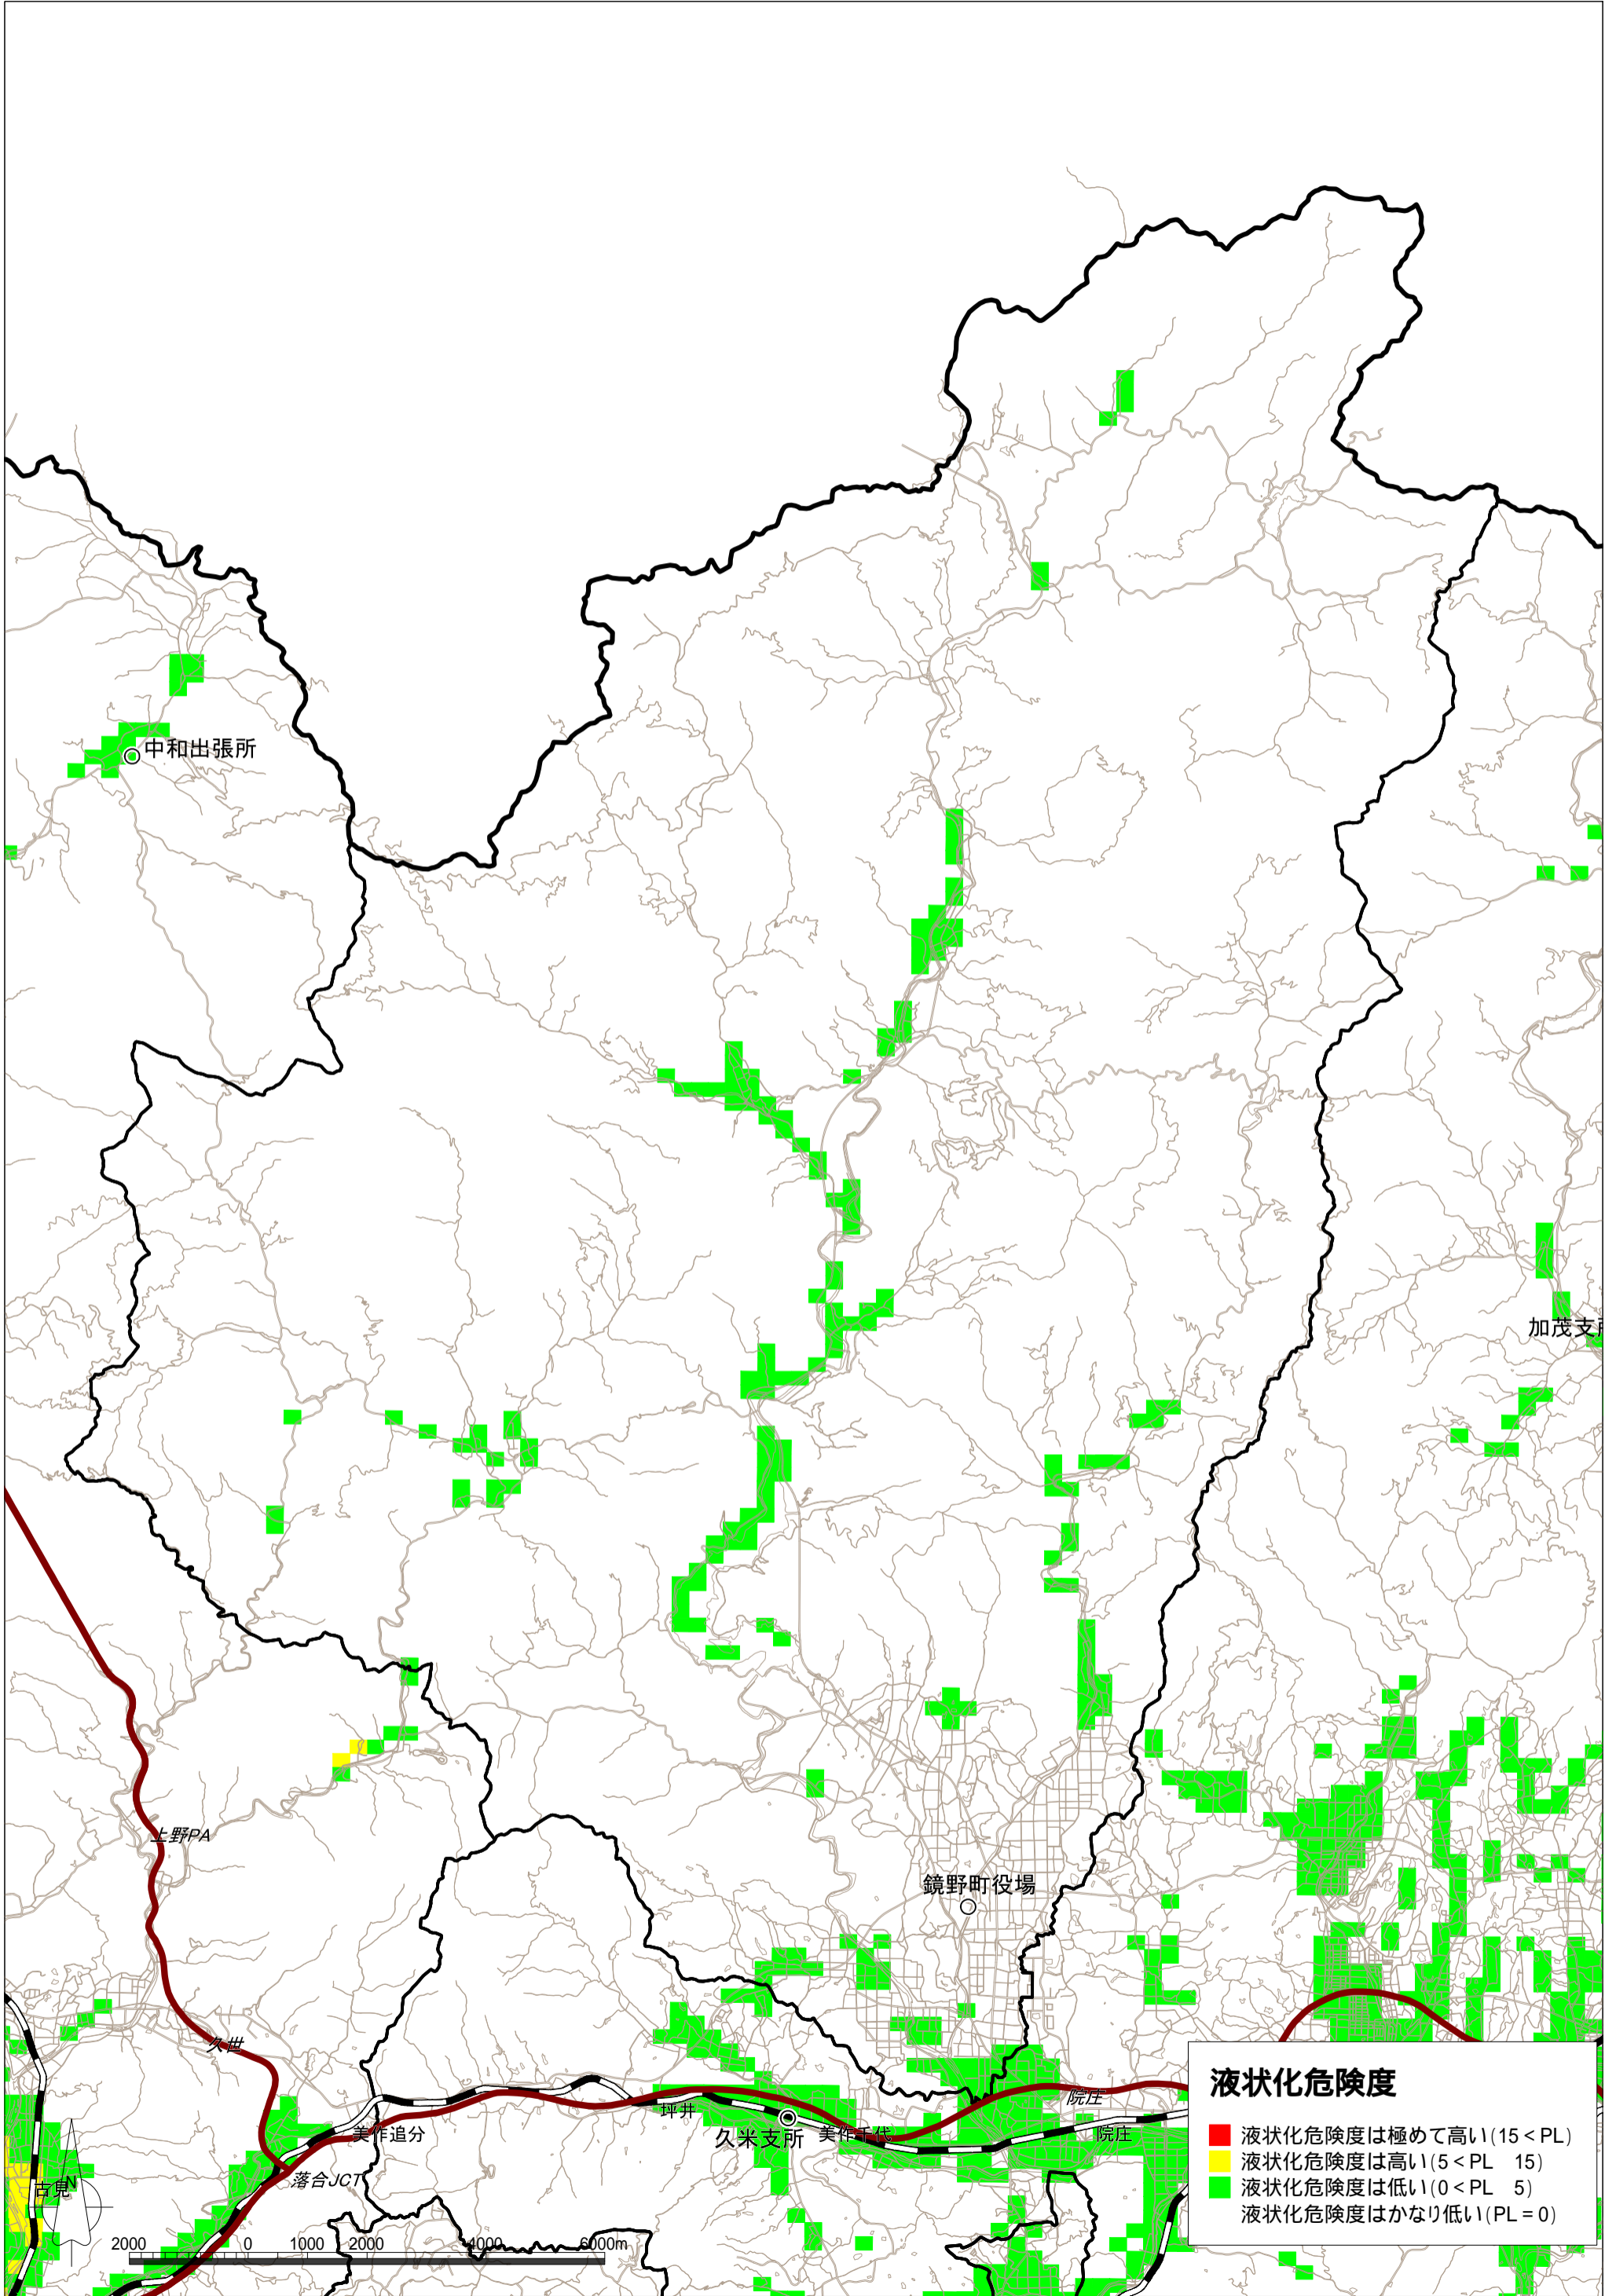 中和出張所
加茂支所
上野PA
鏡野町役場
久世
院庄
坪井
美作追分
久米支所
美作千代
院庄
落合JCT
古見
N
2000 0 1000 2000 4000 6000m
液状化危険度
液状化危険度は極めて高い(15<PL)
液状化危険度は高い(5<PL 15)
液状化危険度は低い(0<PL 5)
液状化危険度はかなり低い(PL=0)